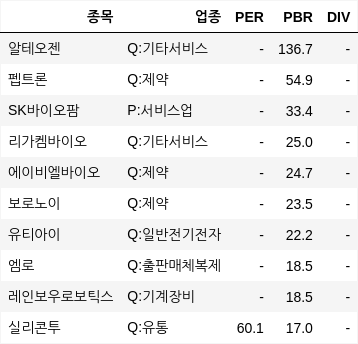 종목 업종 PER PBR DIV
알테오젠 Q:기타서비스 - 136.7 -
펩트론 Q:제약 - 54.9 -
SK바이오팜 P:서비스업 - 33.4 -
리가켐바이오 Q:기타서비스 - 25.0 -
에이비엘바이오 Q:제약 - 24.7 -
보로노이 Q:제약 - 23.5 -
유티아이 Q:일반전기전자 - 22.2 -
엠로 Q:출판매체복제 - 18.5 -
레인보우로보틱스 Q:기계장비 - 18.5 -
실리콘투 Q:유통 60.1 17.0 -